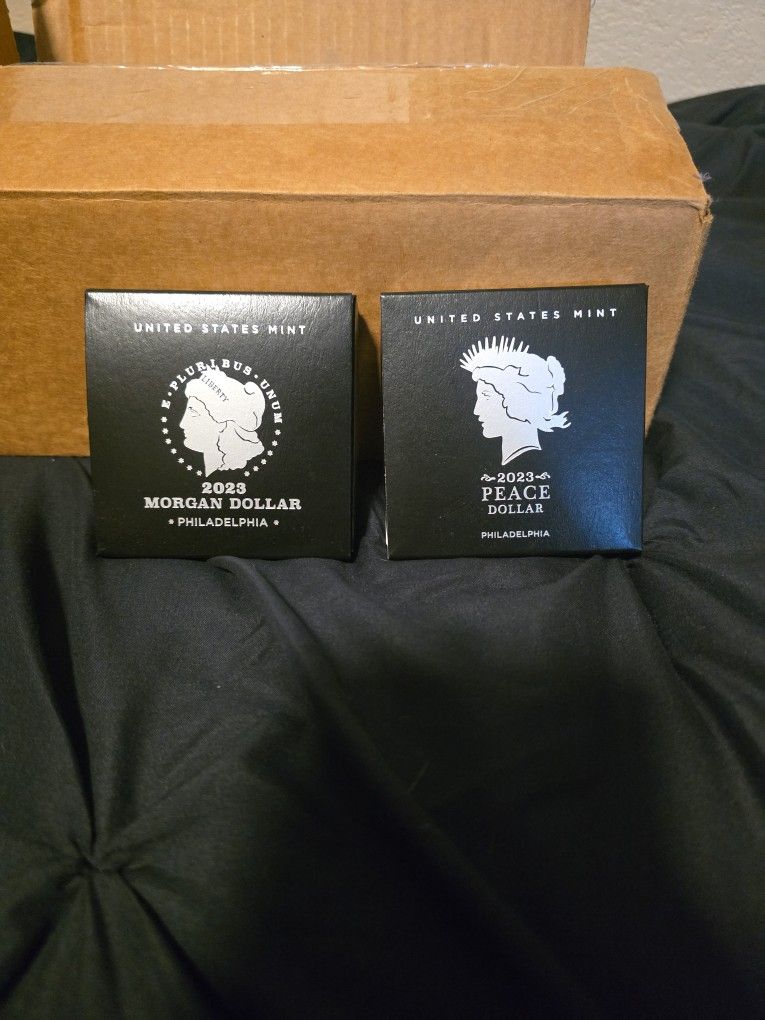 UNITED STATES MINT
E · PLURIBUS · UNUM
LIBERTY
2023
MORGAN DOLLAR
* PHILADELPHIA *
UNITED STATES MINT
2023
PEACE
DOLLAR
PHILADELPHIA